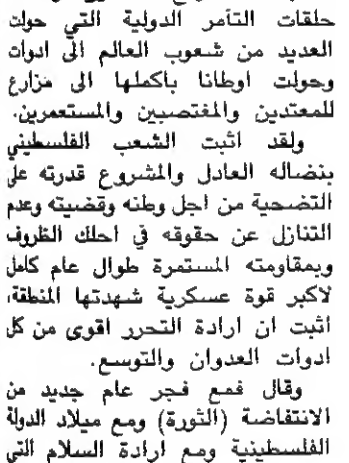 حلقات التآمر الدولية التي حولت
العديد من شعوب العالم الى ادوات
وحولت اوطانا باكملها الى مزارع
للمعتدين والمغتصبين والمستعمرين.
ولقد اثبت الشعب الفلسطيني
بنضاله العادل والمشروع قدرته على
التضحية من اجل وطنه وقضيته وعدم
التنازل عن حقوقه في احلك الظروف
وبمقاومته المستمرة طوال عام كامل
لاكبر قوة عسكرية شهدتها المنطقة،
اثبت ان ارادة التحرر اقوى من كل
ادوات العدوان والتوسع.
وقال فمع فجر عام جديد من
الانتفاضة (الثورة) ومع ميلاد الدولة
الفلسطينية ومع ارادة السلام التي